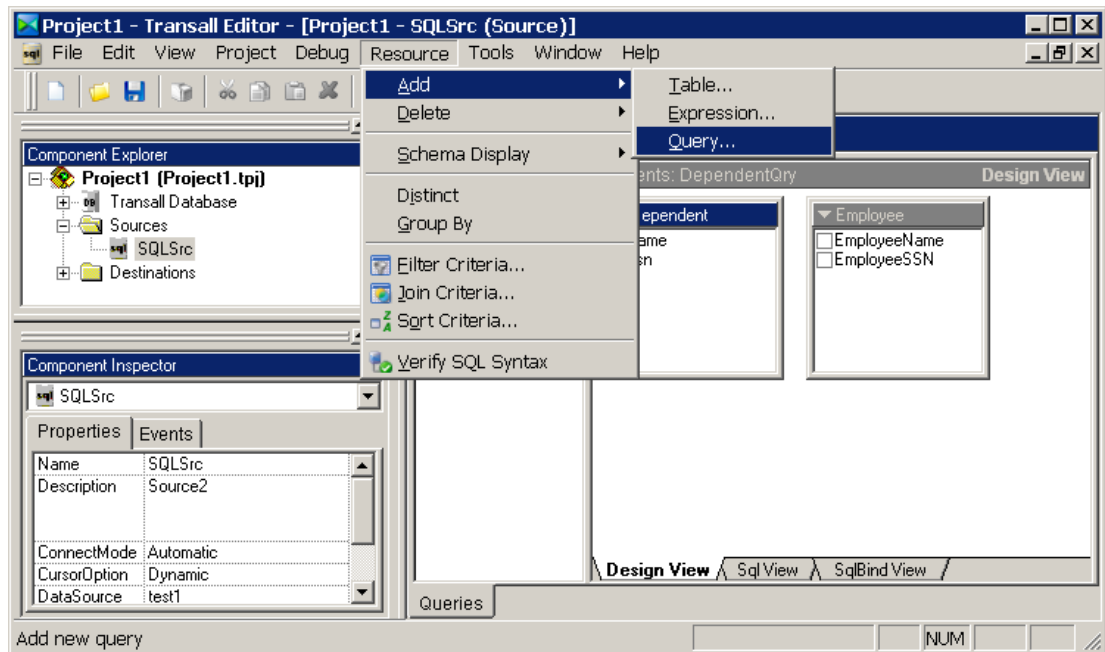 Project1 - Transall Editor - [Project1 - SQLSrc (Source)]
sql File Edit View Project Debug Resource Tools Window Help
Add
Table...
Delete
Expression...
Query...
Component Explorer
Schema Display
Project1 (Project1.tpj)
ents: DependentQry
Design View
DB Transall Database
Distinct
Sources
Group By
ependent
Employee
sql SQLSrc
ame
EmployeeName
Destinations
Filter Criteria...
sn
EmployeeSSN
Join Criteria...
Sort Criteria...
Component Inspector
Verify SQL Syntax
sql SQLSrc
Properties Events
Name SQLSrc
Description Source2
ConnectMode Automatic
CursorOption Dynamic
Design View Sql View SqlBind View
DataSource test1
Queries
Add new query
NUM